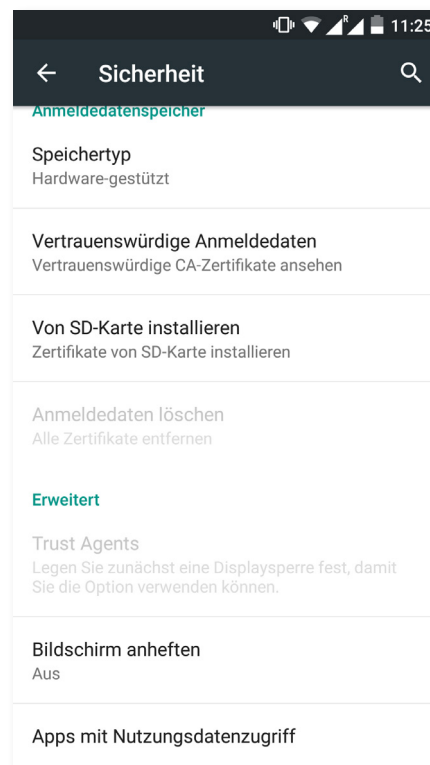 R
11:25
Sicherheit
Anmeldedatenspeicher
Speichertyp
Hardware-gestützt
Vertrauenswürdige Anmeldedaten
Vertrauenswürdige CA-Zertifikate ansehen
Von SD-Karte installieren
Zertifikate von SD-Karte installieren
Anmeldedaten löschen
Alle Zertifikate entfernen
Erweitert
Trust Agents
Legen Sie zunächst eine Displaysperre fest, damit
Sie die Option verwenden können.
Bildschirm anheften
Aus
Apps mit Nutzungsdatenzugriff